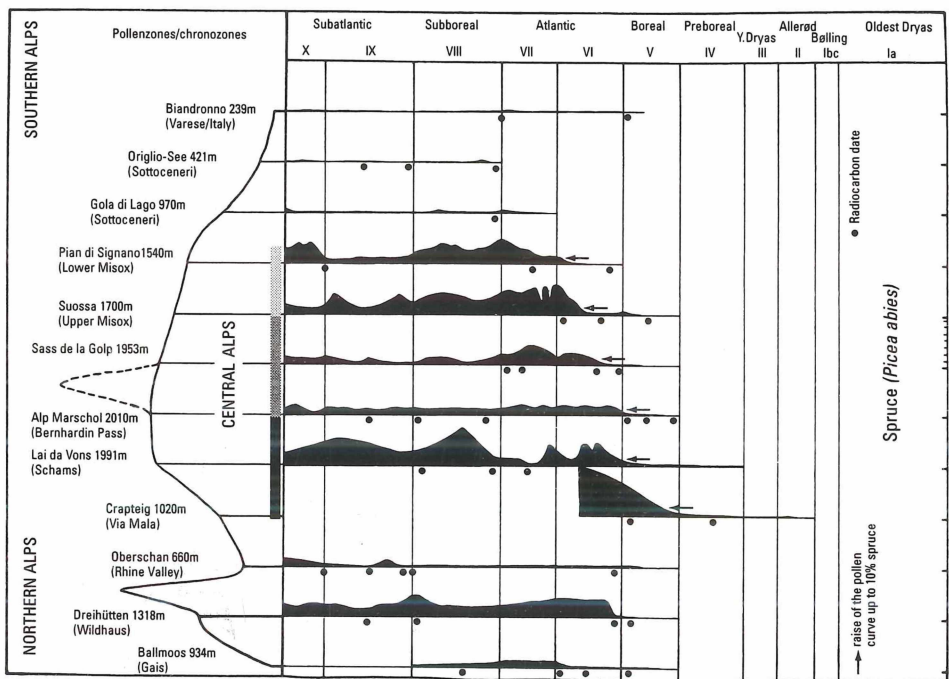 SOUTHERN ALPS
Pollenzones/chronozones
Subatlantic Subboreal Atlantic Boreal Preboreal Y.Dryas Allerød Bølling Oldest Dryas
X IX VIII VII VI V IV III II Ibc Ia
Biandronno 239m
(Varese/Italy)
Origlio-See 421m
(Sottoceneri)
Gola di Lago 970m
(Sottoceneri)
Pian di Signano1540m
(Lower Misox)
Suossa 1700m
(Upper Misox)
Sass de la Golp 1953m
CENTRAL ALPS
Alp Marschol 2010m
(Bernhardin Pass)
Lai da Vons 1991m
(Schams)
Crapteig 1020m
(Via Mala)
NORTHERN ALPS
Oberschan 660m
(Rhine Valley)
Dreihütten 1318m
(Wildhaus)
Ballmoos 934m
(Gais)
● Radiocarbon date
→ raise of the pollen
curve up to 10% spruce
Spruce (Picea abies)